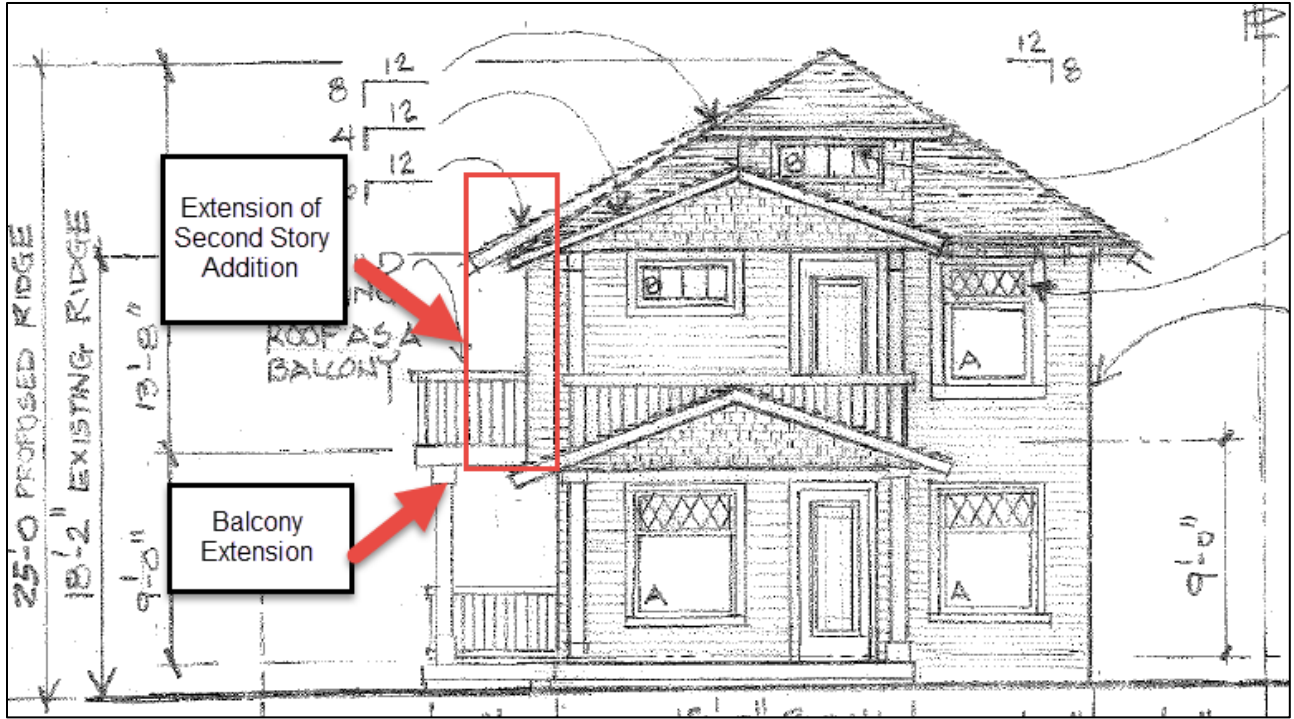 12
8
12
4
12
12
8
B
Extension of
Second Story
Addition
ROOF AS A
BALCONY
B
A
25'-0 PROPOSED RIDGE
18'-2" EXISTING RIDGE
13'-8"
9'-0"
Balcony
Extension
A
A
9'-0"